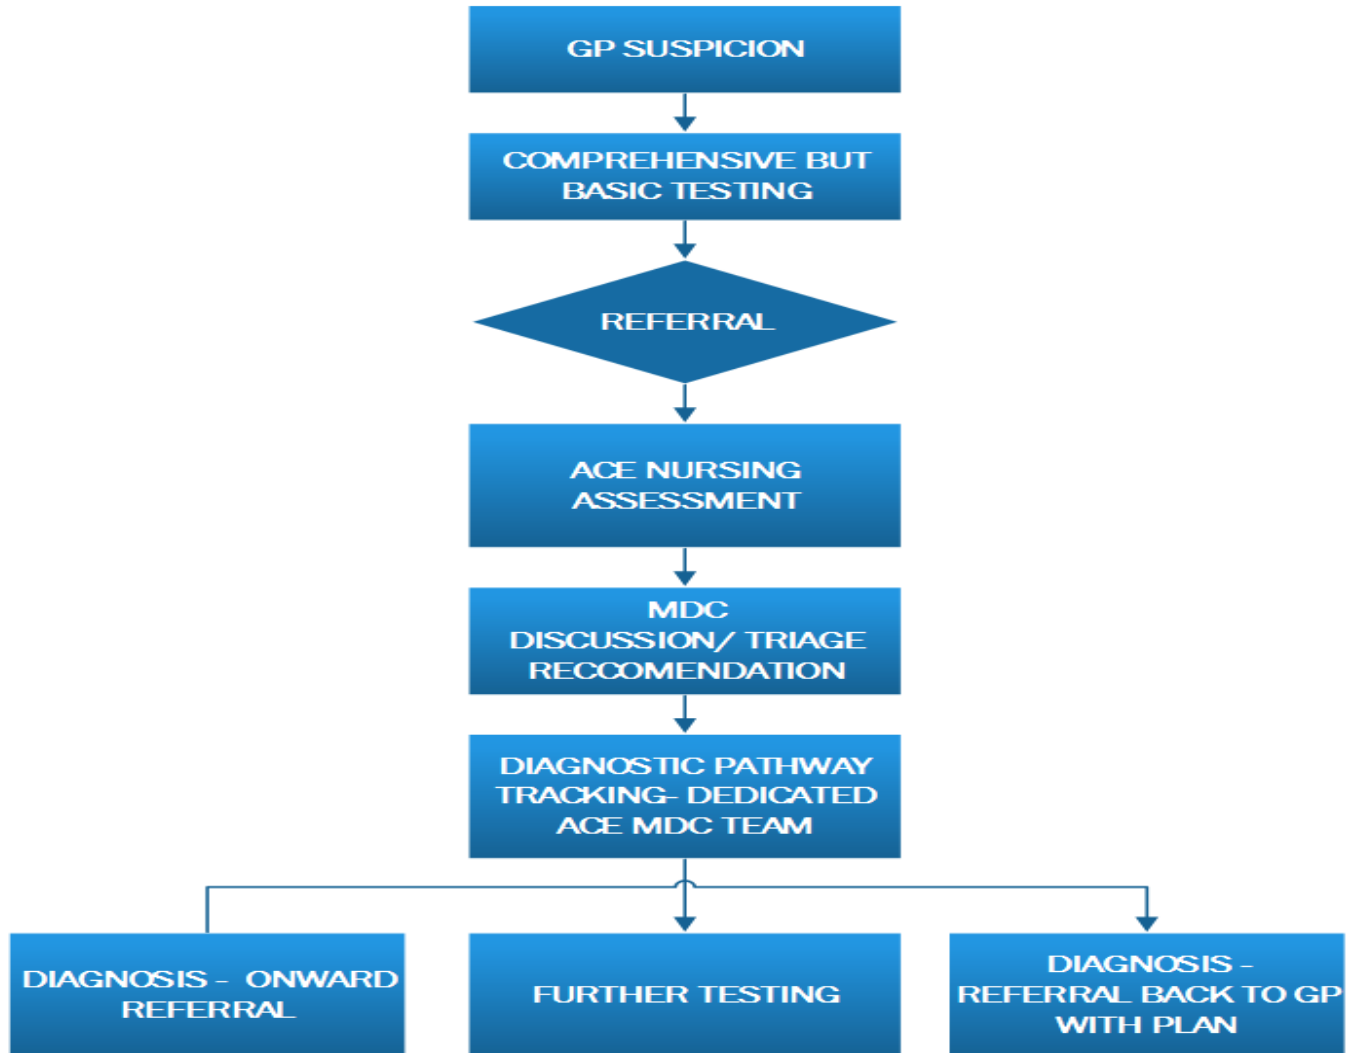 GP SUSPICION
COMPREHENSIVE BUT
BASIC TESTING
REFERRAL
ACE NURSING
ASSESSMENT
MDC
DISCUSSION/ TRIAGE
RECCOMENDATION
DIAGNOSTIC PATHWAY
TRACKING- DEDICATED
ACE MDC TEAM
DIAGNOSIS - ONWARD
REFERRAL
FURTHER TESTING
DIAGNOSIS -
REFERRAL BACK TO GP
WITH PLAN